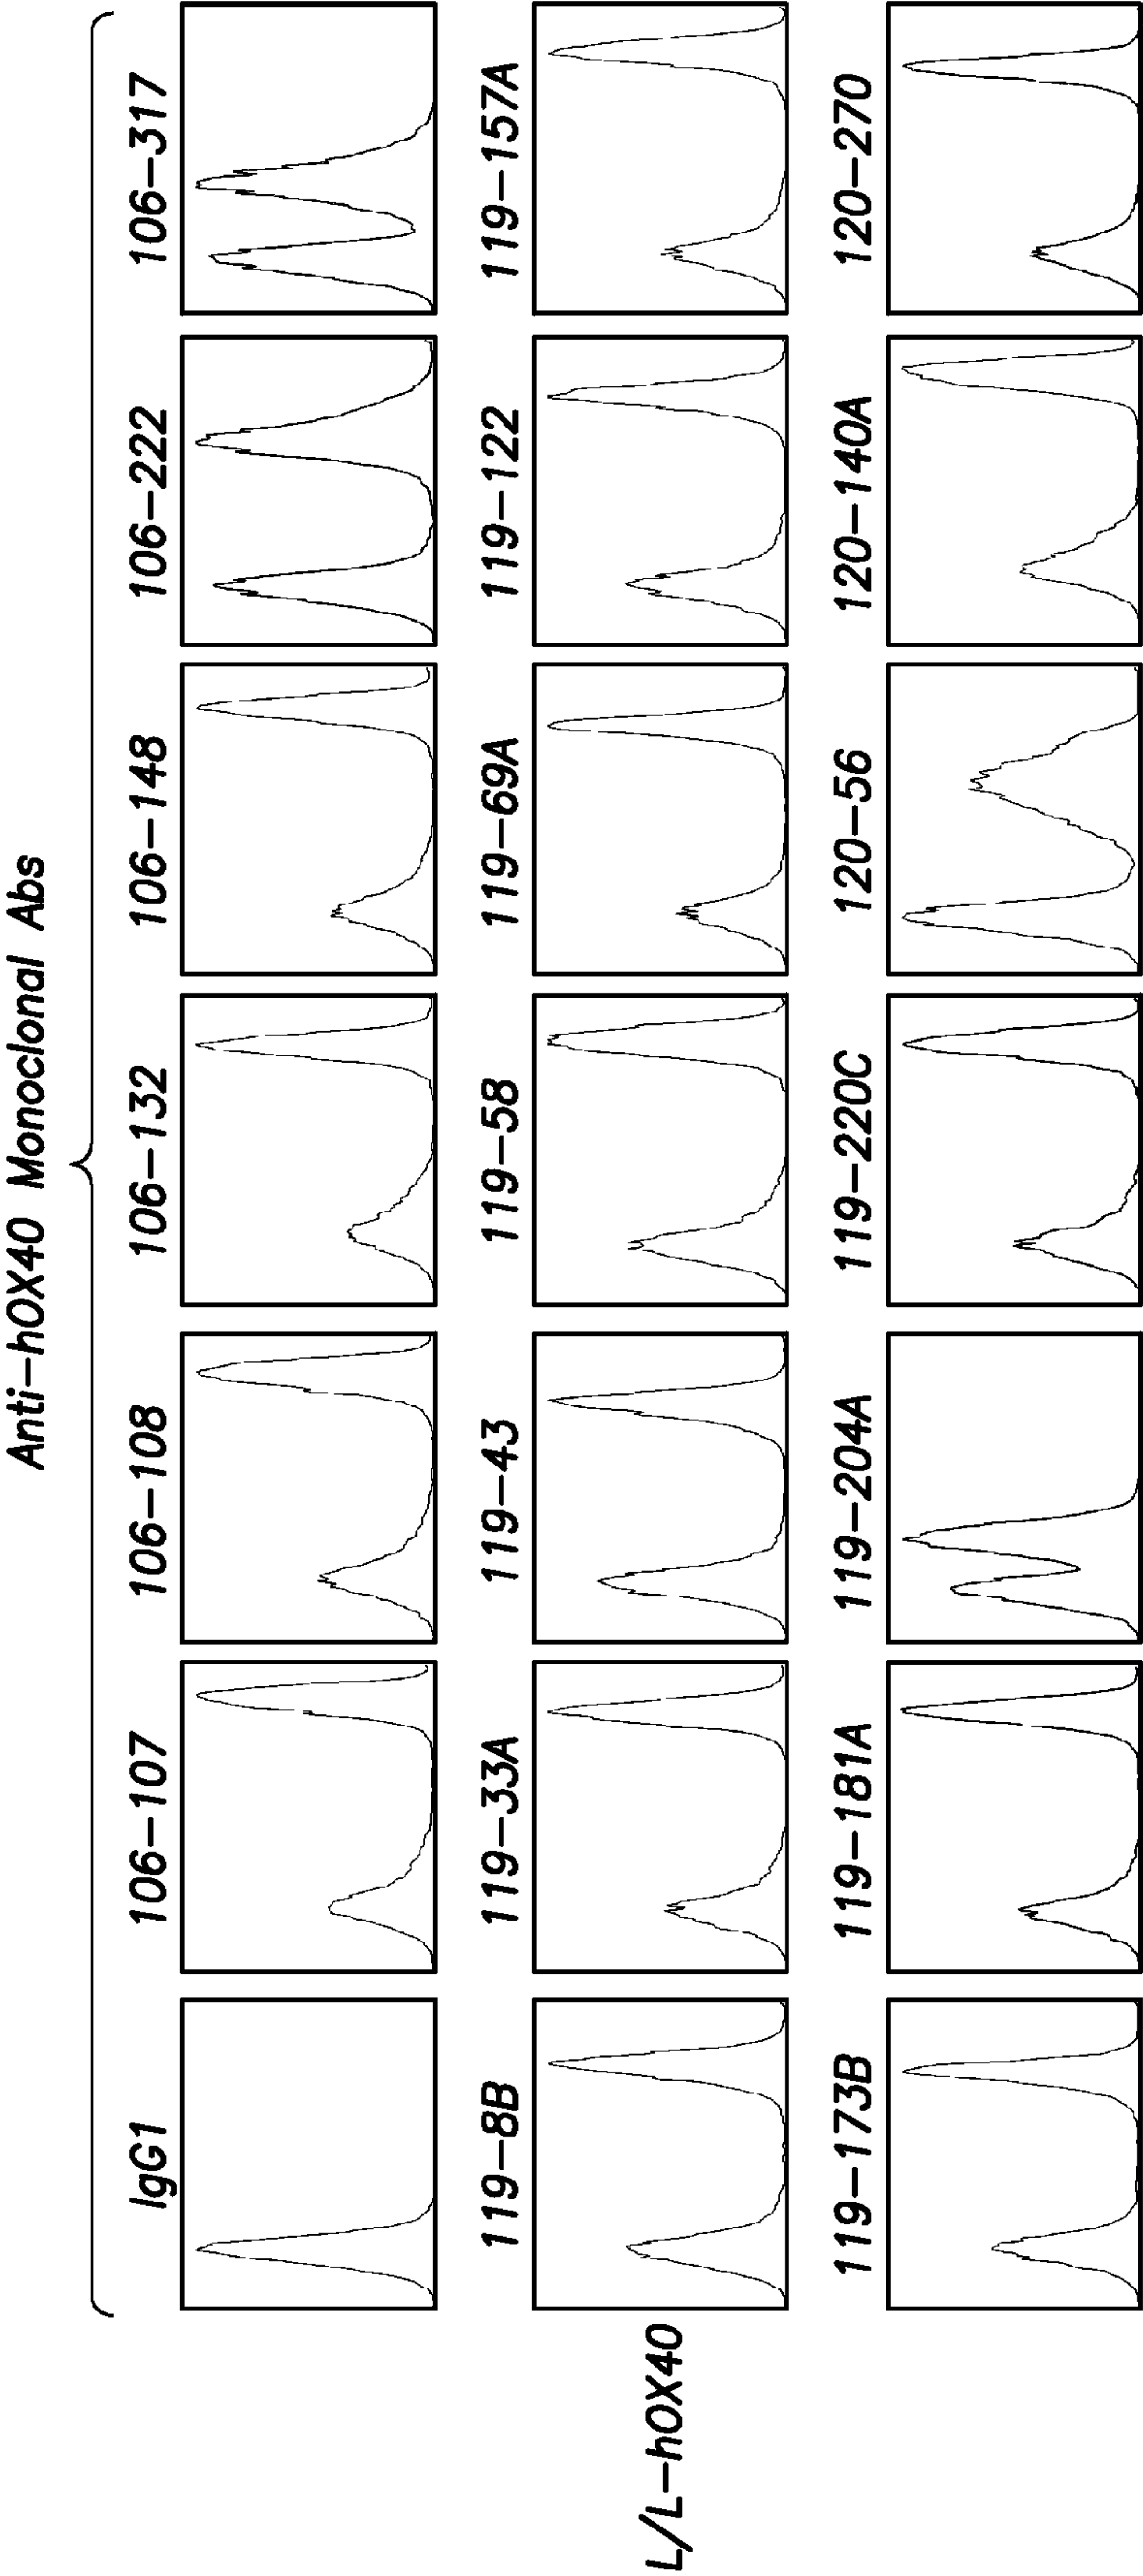 Anti-hOX40 Monoclonal Abs
IgG1 106-107 106-108 106-132 106-148 106-222 106-317
119-8B 119-33A 119-43 119-58 119-69A 119-122 119-157A
L/L-hOX40
119-173B 119-181A 119-204A 119-220C 120-56 120-140A 120-270